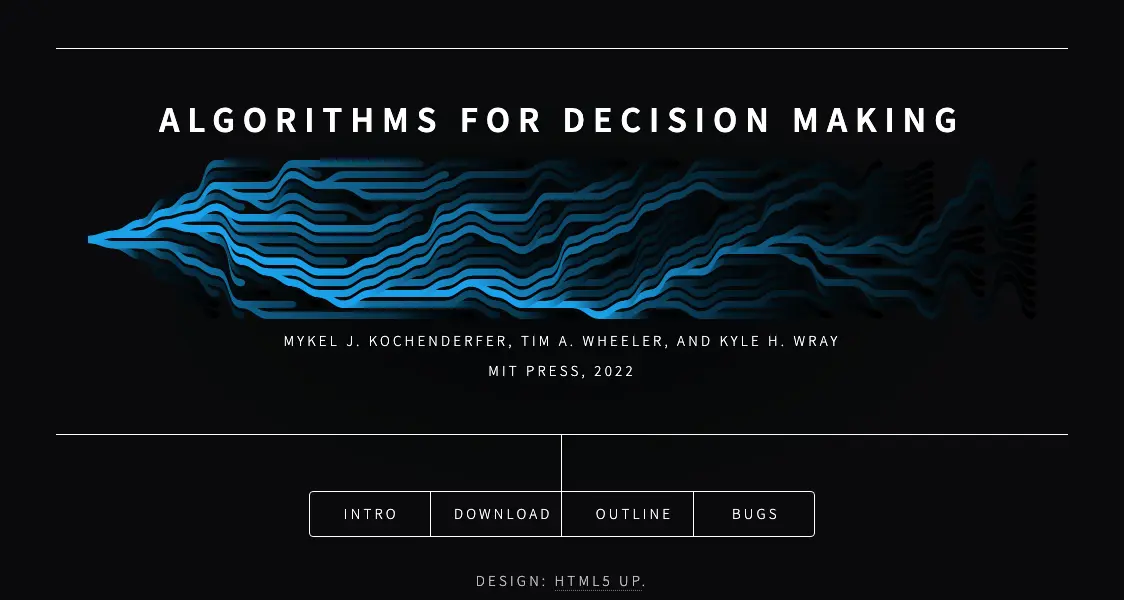 ALGORITHMS FOR DECISION MAKING
MYKEL J. KOCHENDERFER, TIM A. WHEELER, AND KYLE H. WRAY
MIT PRESS, 2022
INTRO
DOWNLOAD
OUTLINE
BUGS
DESIGN: HTML5 UP.